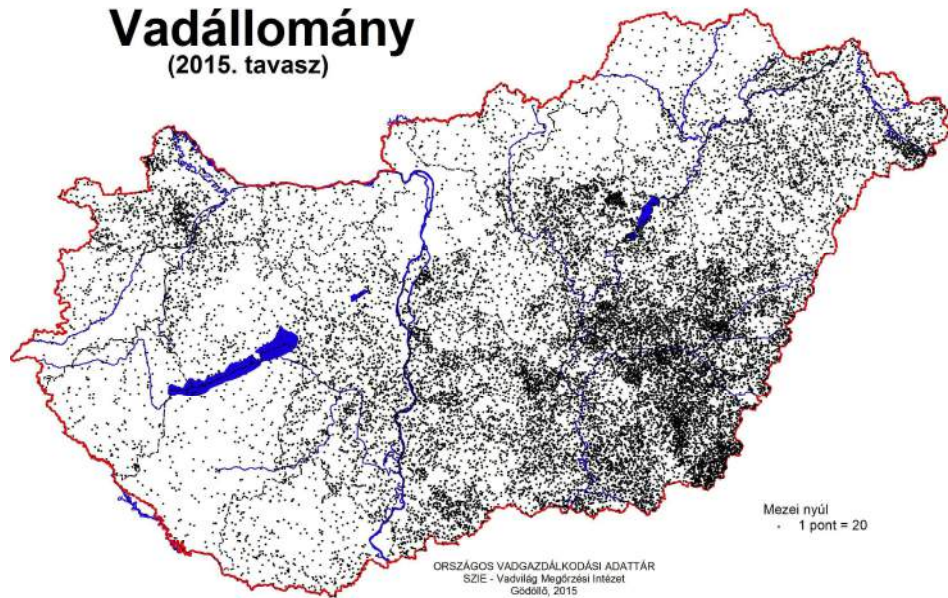 Vadállomány
(2015. tavasz)
Mezei nyúl
1 pont = 20
ORSZÁGOS VADGAZDÁLKODÁSI ADATTÁR
SZIE - Vadvilág Megőrzési Intézet
Gödöllő, 2015